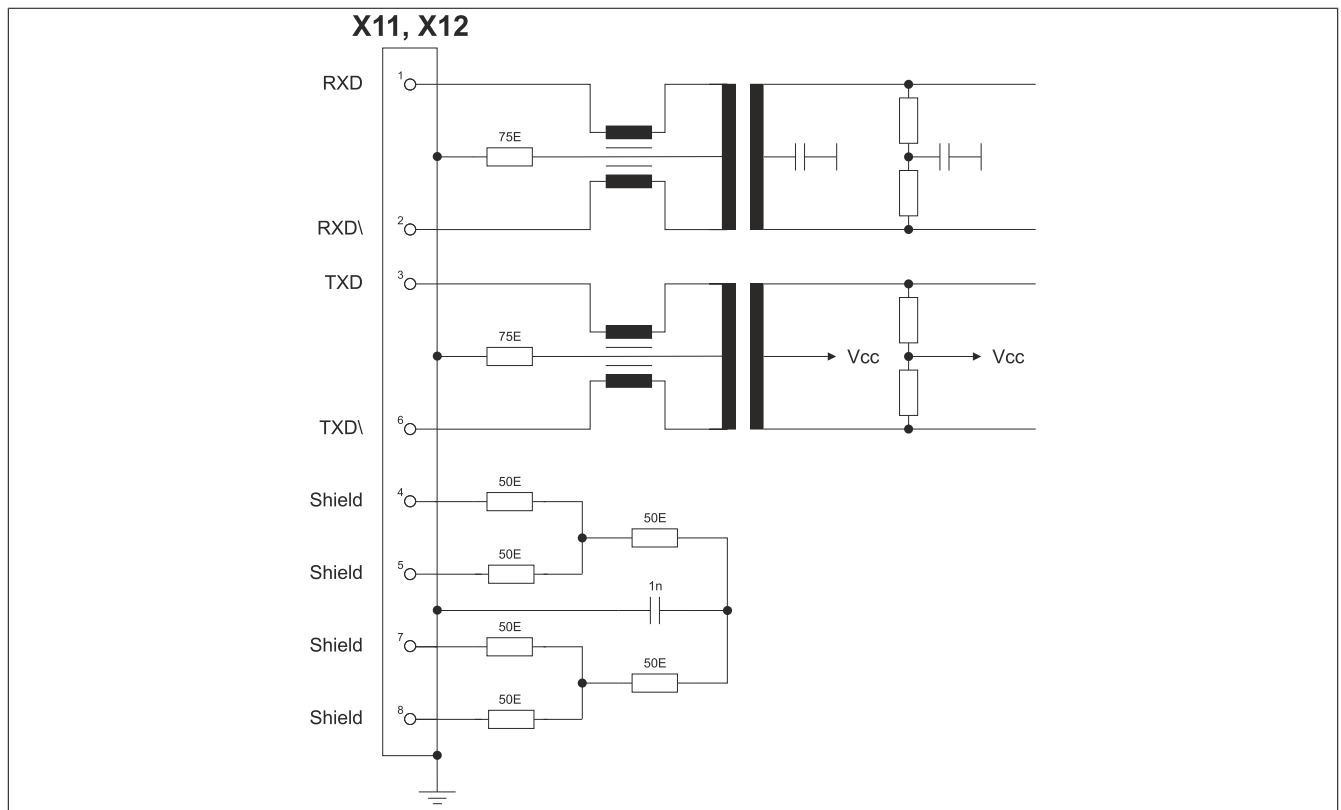 X11, X12
RXD
1
75E
RXD\
2
TXD
3
75E
Vcc
Vcc
TXD\
6
Shield
4
50E
50E
Shield
5
50E
1n
Shield
7
50E
50E
Shield
8
50E